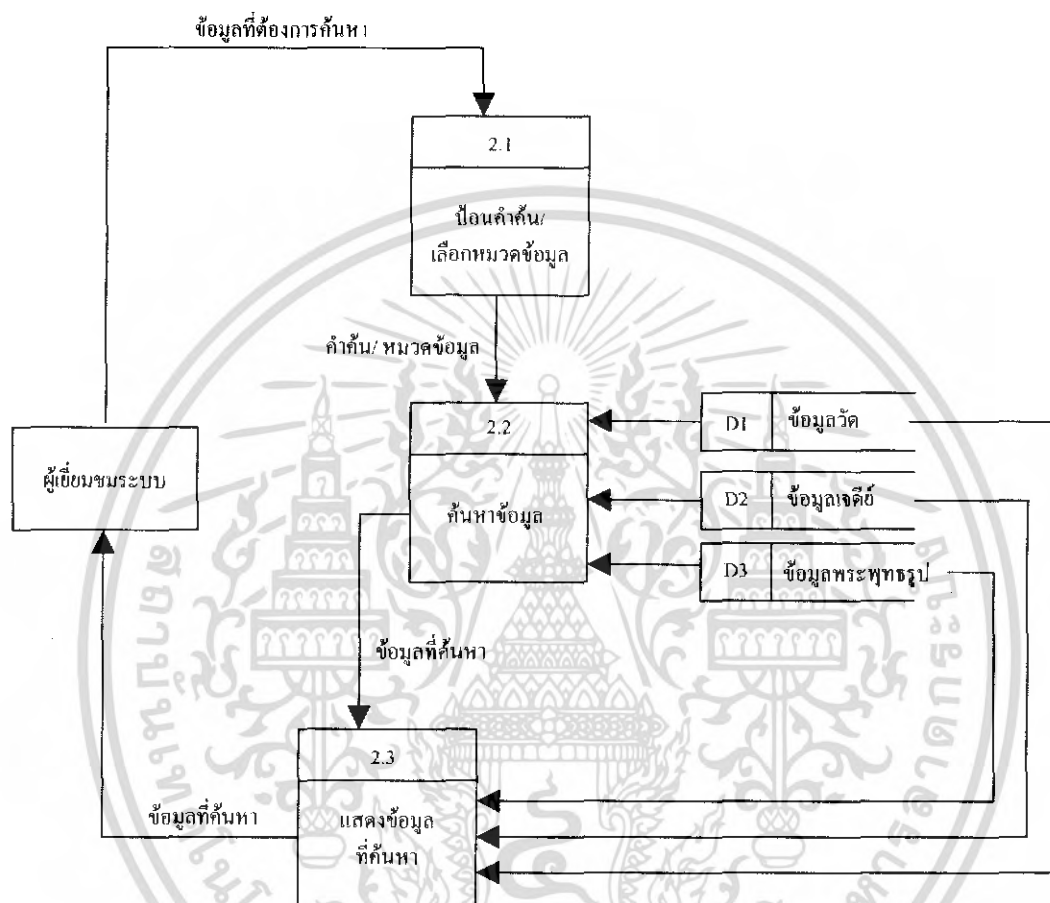 ข้อมูลที่ต้องการค้นหา
2.1
ป้อนคำค้น/
เลือกหมวดข้อมูล
คำค้น/ หมวดข้อมูล
2.2
ค้นหาข้อมูล
D1 ข้อมูลวัด
D2 ข้อมูลเจดีย์
D3 ข้อมูลพระพุทธรูป
ผู้เยี่ยมชมระบบ
ข้อมูลที่ค้นหา
2.3
แสดงข้อมูล
ที่ค้นหา
ข้อมูลที่ค้นหา